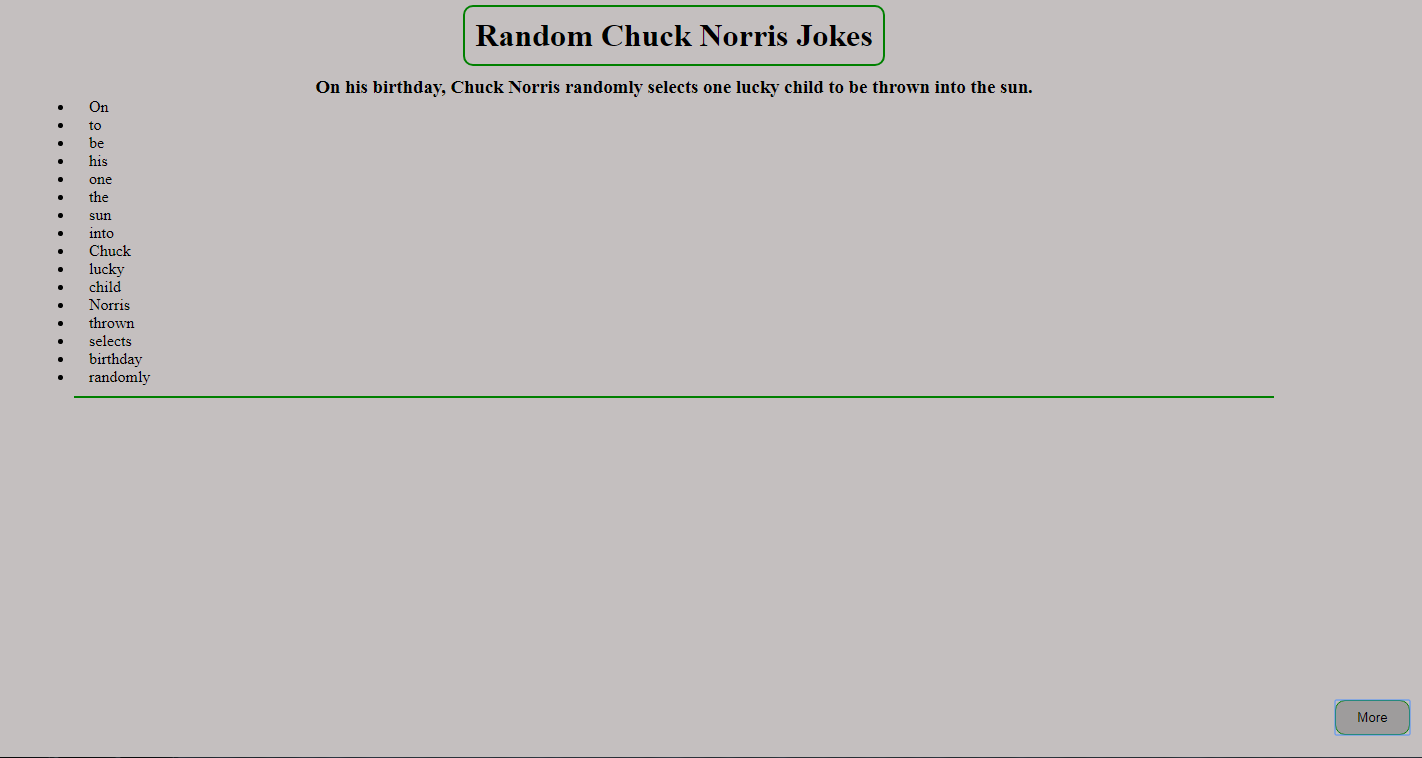 Random Chuck Norris Jokes
On his birthday, Chuck Norris randomly selects one lucky child to be thrown into the sun.
On
to
be
his
one
the
sun
into
Chuck
lucky
child
Norris
thrown
selects
birthday
randomly
More